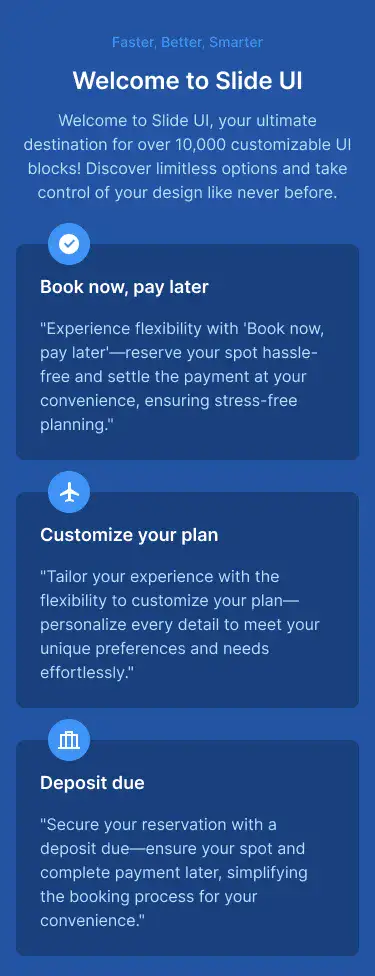 Faster, Better, Smarter
Welcome to Slide UI
Welcome to Slide UI, your ultimate
destination for over 10,000 customizable UI
blocks! Discover limitless options and take
control of your design like never before.
Book now, pay later
"Experience flexibility with 'Book now,
pay later'—reserve your spot hassle-
free and settle the payment at your
convenience, ensuring stress-free
planning."
Customize your plan
"Tailor your experience with the
flexibility to customize your plan—
personalize every detail to meet your
unique preferences and needs
effortlessly."
Deposit due
"Secure your reservation with a
deposit due—ensure your spot and
complete payment later, simplifying
the booking process for your
convenience."